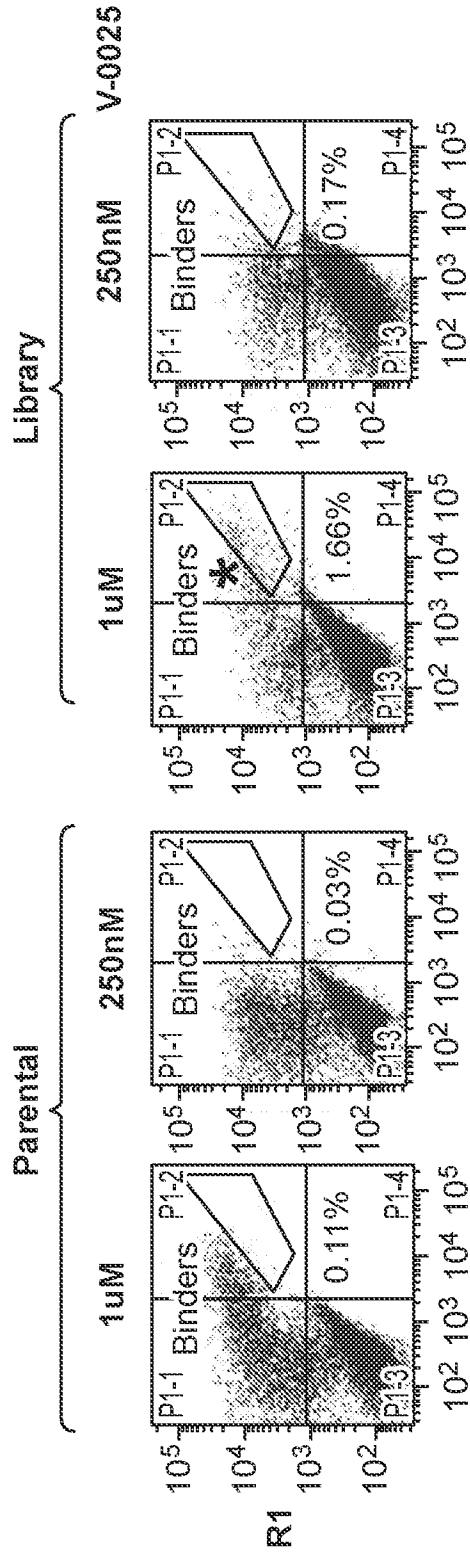 Parental
Library
1uM
250nM
1uM
250nM
V-0025
R1
P1-1
P1-2
Binders
P1-3
P1-4
0.11%
10⁵
10⁴
10³
10²
10² 10³ 10⁴ 10⁵
P1-1
P1-2
Binders
P1-3
P1-4
0.03%
10⁵
10⁴
10³
10²
10² 10³ 10⁴ 10⁵
P1-1
P1-2
Binders
*
P1-3
P1-4
1.66%
10⁵
10⁴
10³
10²
10² 10³ 10⁴ 10⁵
P1-1
P1-2
Binders
P1-3
P1-4
0.17%
10⁵
10⁴
10³
10²
10² 10³ 10⁴ 10⁵